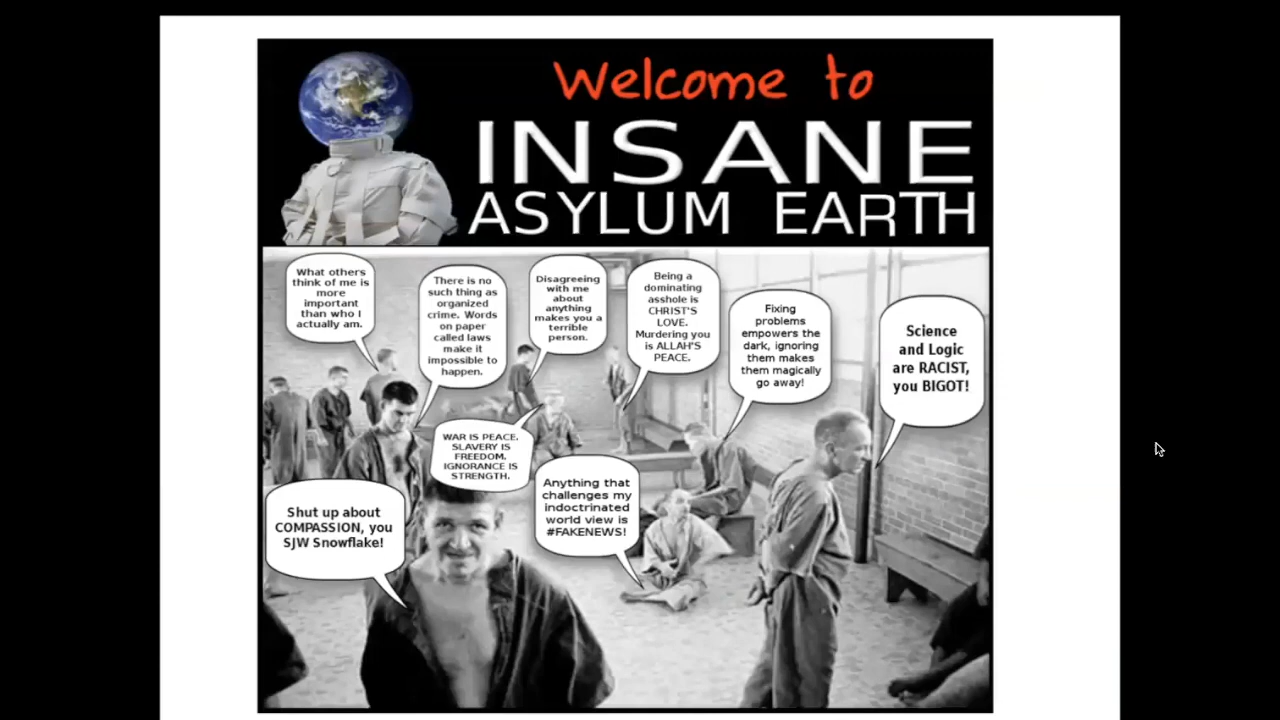 Welcome to
INSANE
ASYLUM EARTH
What others
think of me is
more
important
than who I
actually am.
There is no
such thing as
organized
crime. Words
on paper
called laws
make it
impossible to
happen.
Disagreeing
with me
about
anything
makes you a
terrible
person.
Being a
dominating
asshole is
CHRIST'S
LOVE.
Murdering you
is ALLAH'S
PEACE.
Fixing
problems
empowers the
dark, ignoring
them makes
them magically
go away!
Science
and Logic
are RACIST,
you BIGOT!
WAR IS PEACE.
SLAVERY IS
FREEDOM.
IGNORANCE IS
STRENGTH.
Anything that
challenges my
indoctrinated
world view is
#FAKENEWS!
Shut up about
COMPASSION, you
SJW Snowflake!